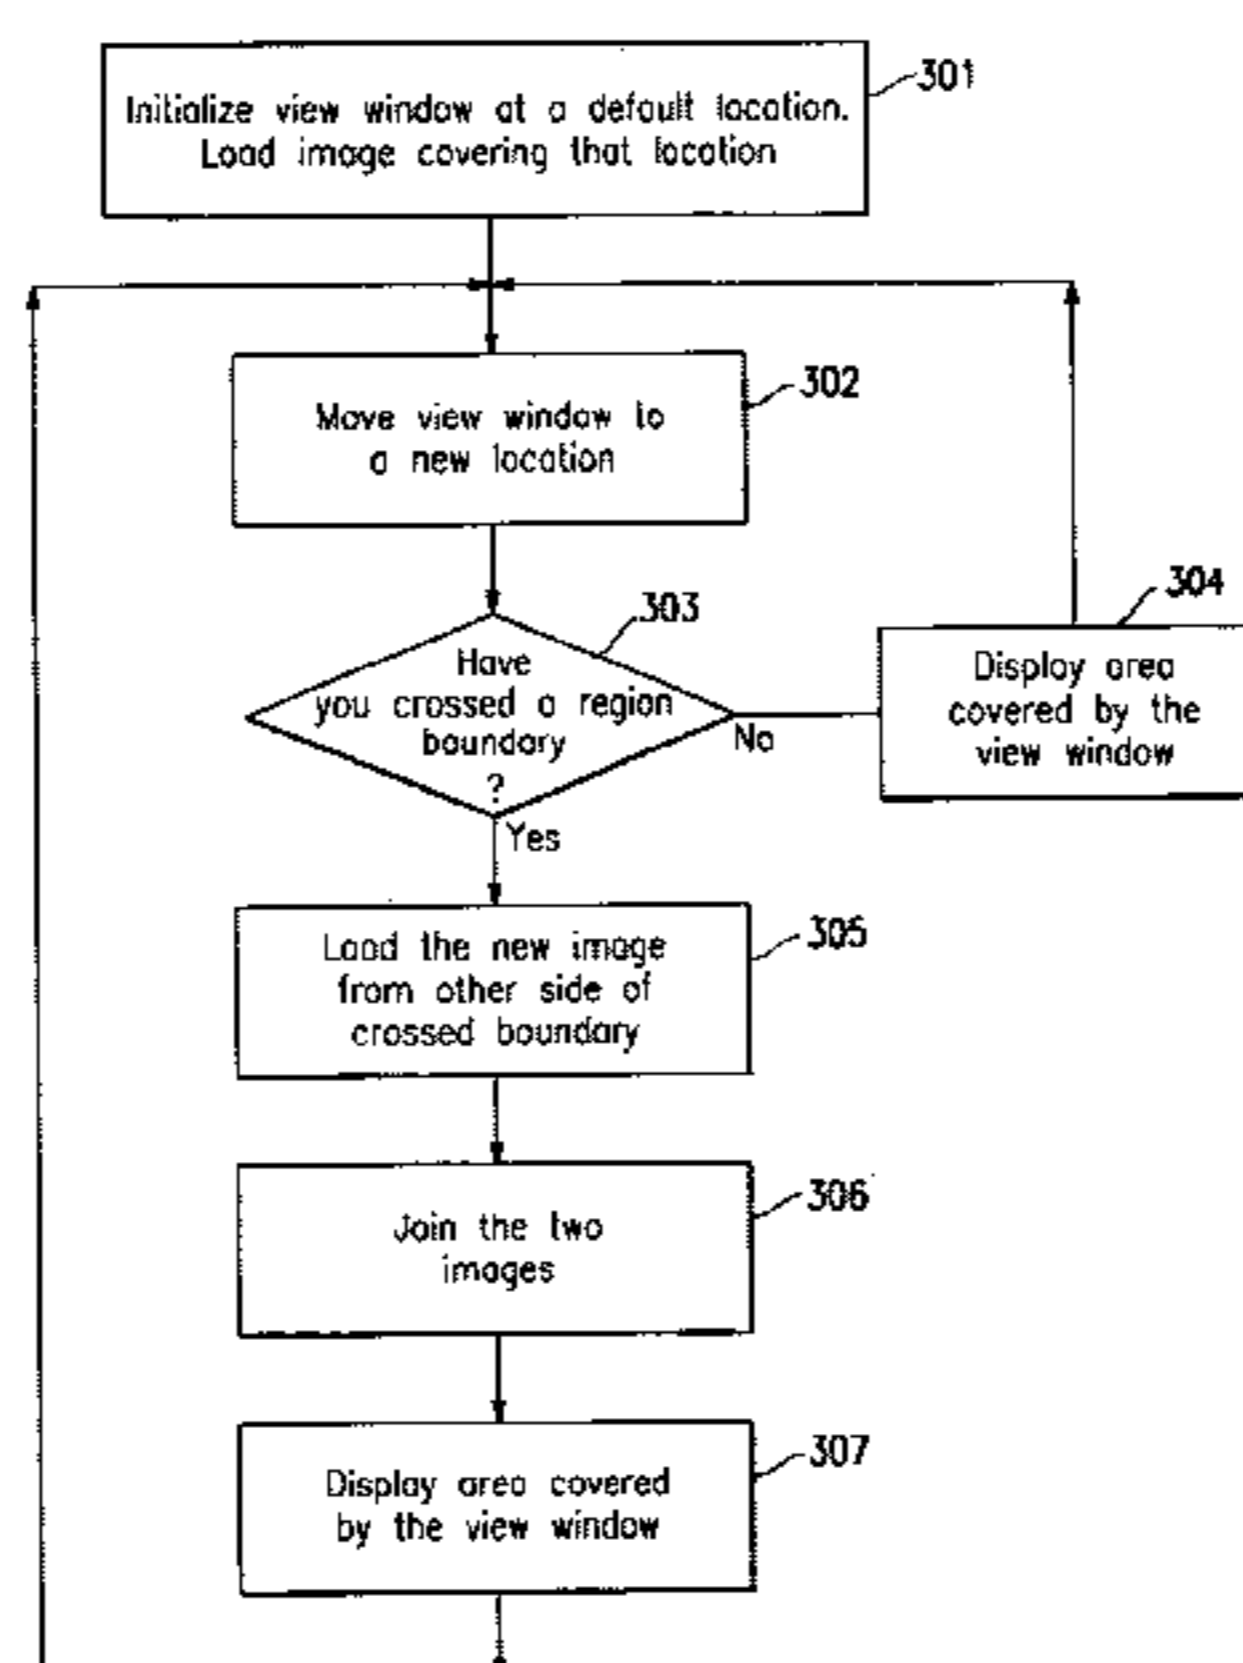 301
Initialize view window at a default location.
Load image covering that location
302
Move view window to
a new location
303
Have
you crossed a region
boundary
?
No
Yes
304
Display area
covered by the
view window
305
Load the new image
from other side of
crossed boundary
306
Join the two
images
307
Display area covered
by the view window